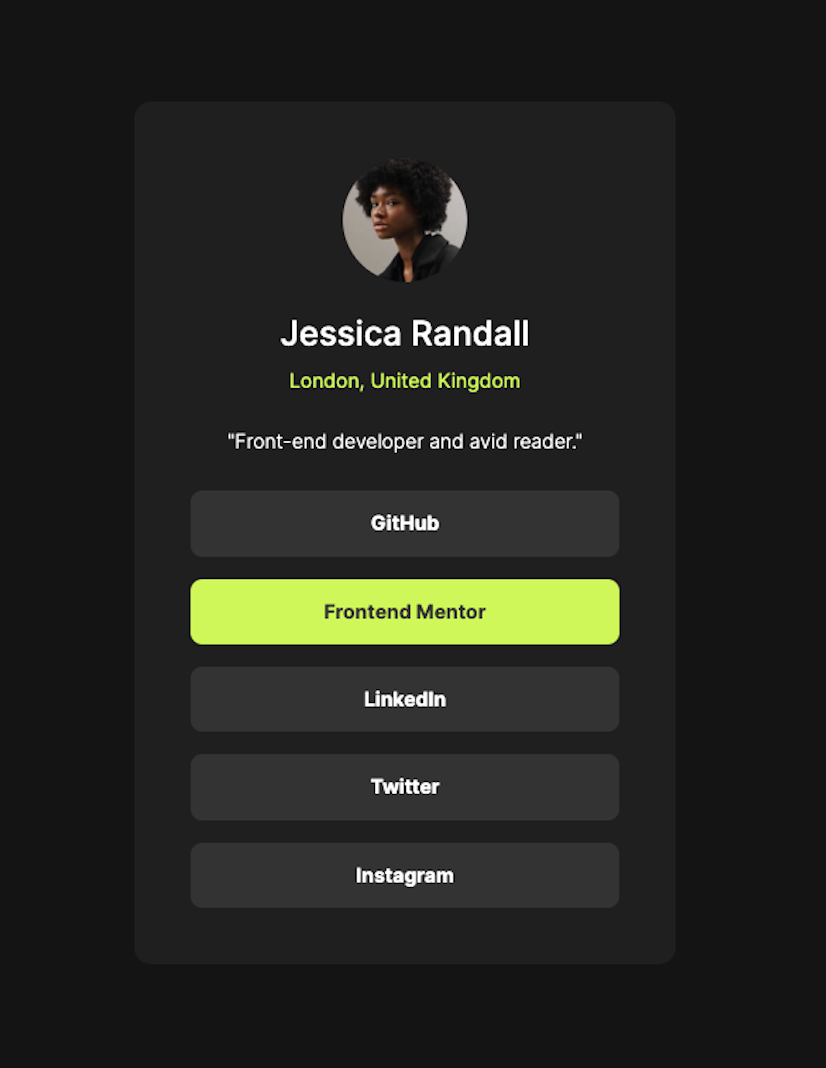 Jessica Randall
London, United Kingdom
"Front-end developer and avid reader."
GitHub
Frontend Mentor
LinkedIn
Twitter
Instagram